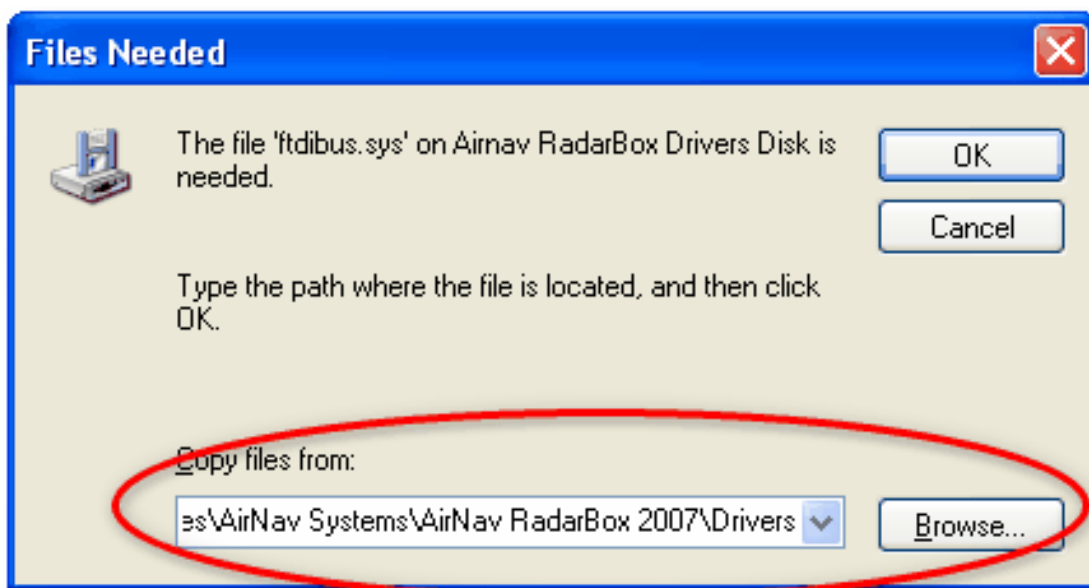 Files Needed
The file 'ftdibus.sys' on Airnav RadarBox Drivers Disk is
needed.
OK
Cancel
Type the path where the file is located, and then click
OK.
Copy files from:
es\AirNav Systems\AirNav RadarBox 2007\Drivers
Browse...